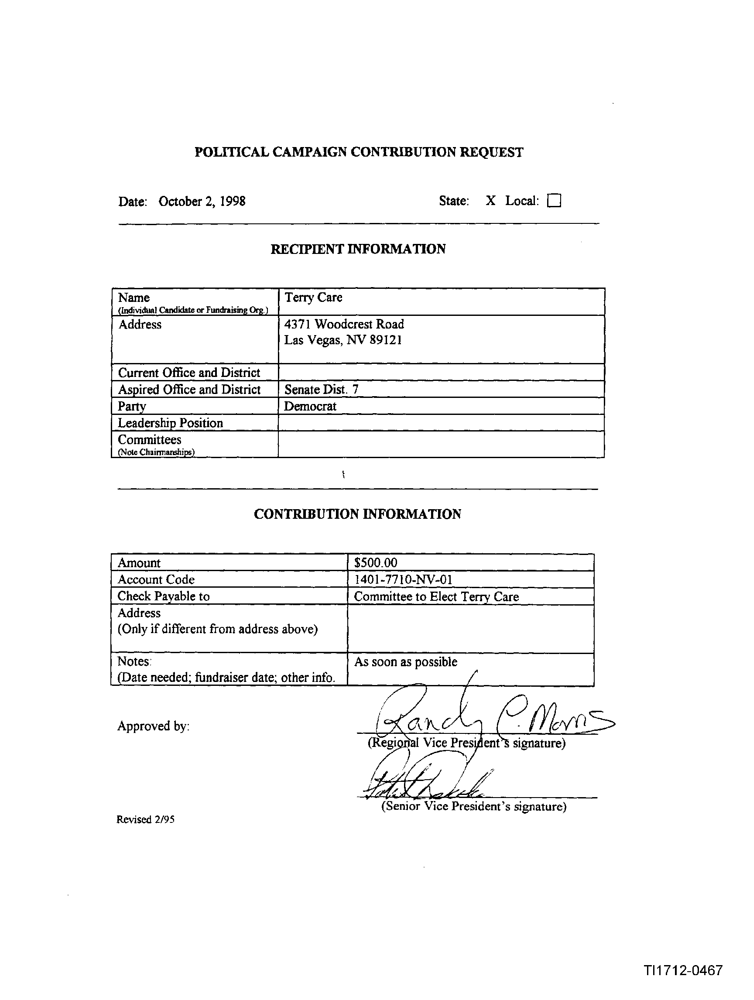 POLITICAL CAMPAIGN CONTRIBUTION REQUEST
Date: October 2, 1998 State: X Local: ☐
RECIPIENT INFORMATION
Name Terry Care
(Individual Candidate or Fundraising Org.)
Address 4371 Woodcrest Road
Las Vegas, NV 89121
Current Office and District
Aspired Office and District Senate Dist. 7
Party Democrat
Leadership Position
Committees
(Note Chairmanships)
CONTRIBUTION INFORMATION
Amount $500.00
Account Code 1401-7710-NV-01
Check Payable to Committee to Elect Terry Care
Address
(Only if different from address above)
Notes: As soon as possible
(Date needed; fundraiser date; other info.
Approved by: Randy C. Morris
(Regional Vice President's signature)
(Senior Vice President's signature)
Revised 2/95
TI1712-0467